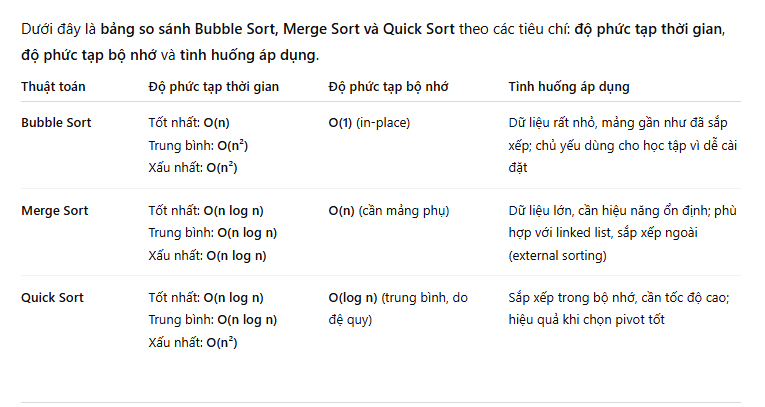 Dưới đây là bảng so sánh Bubble Sort, Merge Sort và Quick Sort theo các tiêu chí: độ phức tạp thời gian,
độ phức tạp bộ nhớ và tình huống áp dụng.
Thuật toán Độ phức tạp thời gian Độ phức tạp bộ nhớ Tình huống áp dụng
Bubble Sort Tốt nhất: O(n) O(1) (in-place) Dữ liệu rất nhỏ, mảng gần như đã sắp
Trung bình: O(n²) xếp; chủ yếu dùng cho học tập vì dễ cài
Xấu nhất: O(n²) đặt
Merge Sort Tốt nhất: O(n log n) O(n) (cần mảng phụ) Dữ liệu lớn, cần hiệu năng ổn định; phù
Trung bình: O(n log n) hợp với linked list, sắp xếp ngoài
Xấu nhất: O(n log n) (external sorting)
Quick Sort Tốt nhất: O(n log n) O(log n) (trung bình, do Sắp xếp trong bộ nhớ, cần tốc độ cao;
Trung bình: O(n log n) đệ quy) hiệu quả khi chọn pivot tốt
Xấu nhất: O(n²)